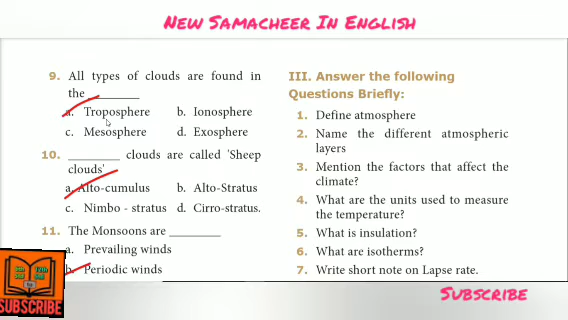 New Samacheer In English
9. All types of clouds are found in
the ________
a. Troposphere b. Ionosphere
c. Mesosphere d. Exosphere
10. ________ clouds are called 'Sheep
clouds'
a. Alto-cumulus b. Alto-Stratus
c. Nimbo - stratus d. Cirro-stratus.
11. The Monsoons are ________
a. Prevailing winds
b. Periodic winds
III. Answer the following
Questions Briefly:
1. Define atmosphere
2. Name the different atmospheric
layers
3. Mention the factors that affect the
climate?
4. What are the units used to measure
the temperature?
5. What is insulation?
6. What are isotherms?
7. Write short note on Lapse rate.
SUBSCRIBE
Subscribe